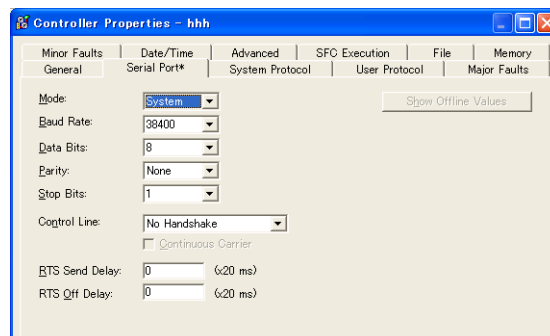 Controller Properties - hhh
Minor Faults Date/Time Advanced SFC Execution File Memory
General Serial Port* System Protocol User Protocol Major Faults
Mode: System Show Offline Values
Baud Rate: 38400
Data Bits: 8
Parity: None
Stop Bits: 1
Control Line: No Handshake
Continuous Carrier
RTS Send Delay: 0 (x20 ms)
RTS Off Delay: 0 (x20 ms)